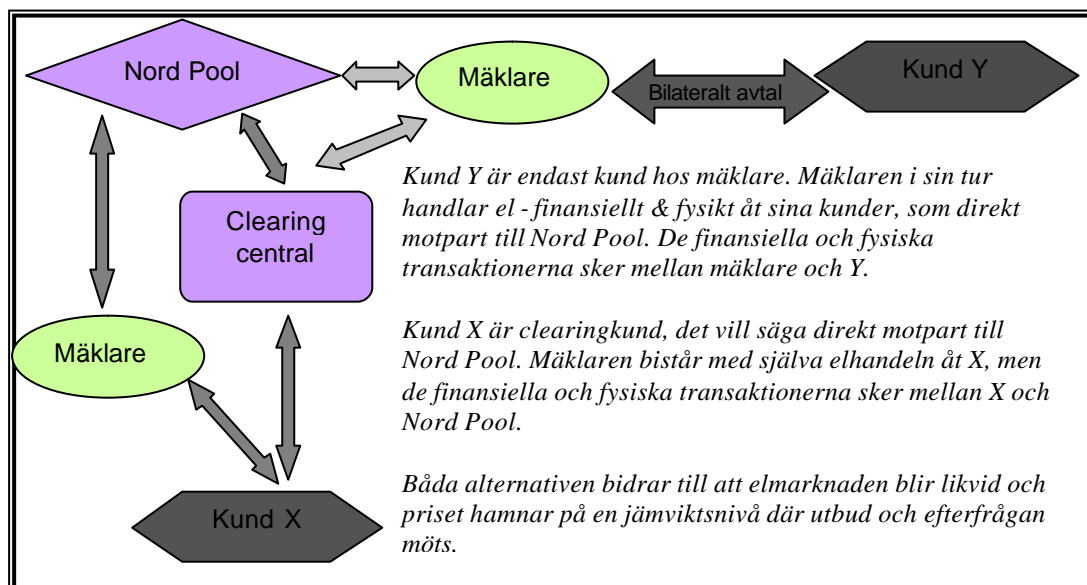 Nord Pool
Mäklare
Bilateralt avtal
Kund Y
Clearing
central
Mäklare
Kund X
Kund Y är endast kund hos mäklare. Mäklaren i sin tur
handlar el - finansiellt & fysikt åt sina kunder, som direkt
motpart till Nord Pool. De finansiella och fysiska
transaktionerna sker mellan mäklare och Y.
Kund X är clearingkund, det vill säga direkt motpart till
Nord Pool. Mäklaren bistår med själva elhandeln åt X, men
de finansiella och fysiska transaktionerna sker mellan X och
Nord Pool.
Båda alternativen bidrar till att elmarknaden blir likvid och
priset hamnar på en jämviktsnivå där utbud och efterfrågan
möts.